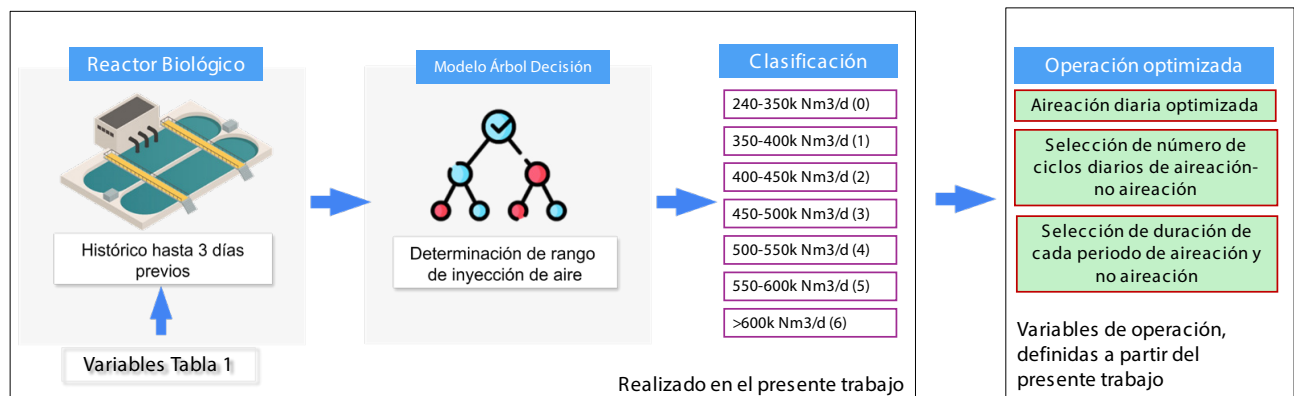 Reactor Biológico
Histórico hasta 3 días
previos
Variables Tabla 1
Modelo Árbol Decisión
Determinación de rango
de inyección de aire
Clasificación
240-350k Nm3/d (0)
350-400k Nm3/d (1)
400-450k Nm3/d (2)
450-500k Nm3/d (3)
500-550k Nm3/d (4)
550-600k Nm3/d (5)
>600k Nm3/d (6)
Realizado en el presente trabajo
Operación optimizada
Aireación diaria optimizada
Selección de número de
ciclos diarios de aireación-
no aireación
Selección de duración de
cada periodo de aireación y
no aireación
Variables de operación,
definidas a partir del
presente trabajo